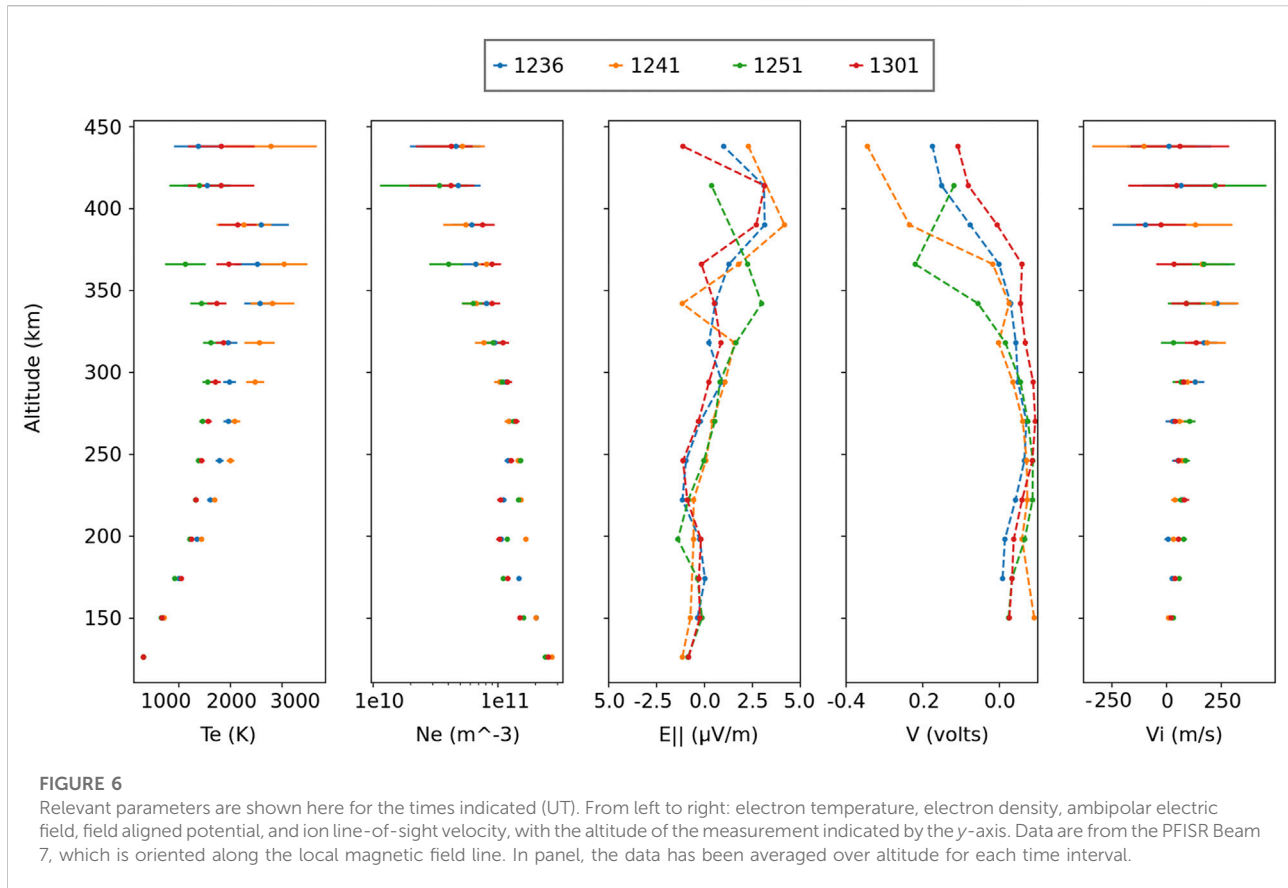 1236 1241 1251 1301
450
400
350
300
250
200
150
Altitude (km)
1000 2000 3000
1e10 1e11
5.0 2.5 0.0 2.5 5.0
-0.4 0.2 0.0
-250 0 250
Te (K) Ne (m^-3) E|| (μV/m) V (volts) Vi (m/s)
FIGURE 6
Relevant parameters are shown here for the times indicated (UT). From left to right: electron temperature, electron density, ambipolar electric
field, field aligned potential, and ion line-of-sight velocity, with the altitude of the measurement indicated by the y-axis. Data are from the PFISR Beam
7, which is oriented along the local magnetic field line. In panel, the data has been averaged over altitude for each time interval.